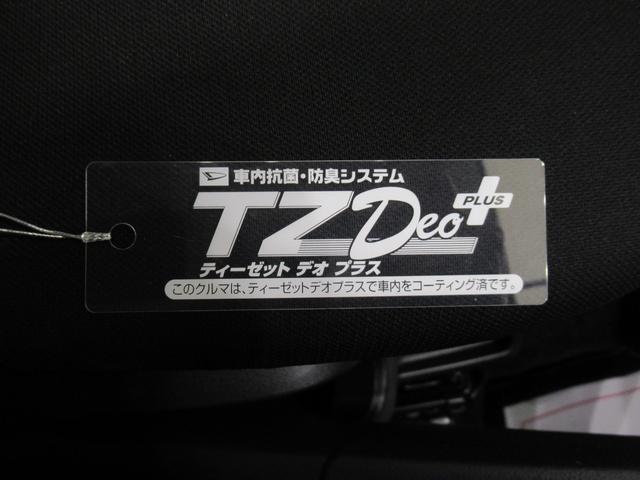 車内抗菌・防臭システム
TZ Deo PLUS
ティーゼット デオ プラス
このクルマは、ティーゼットデオプラスで車内をコーティング済です。